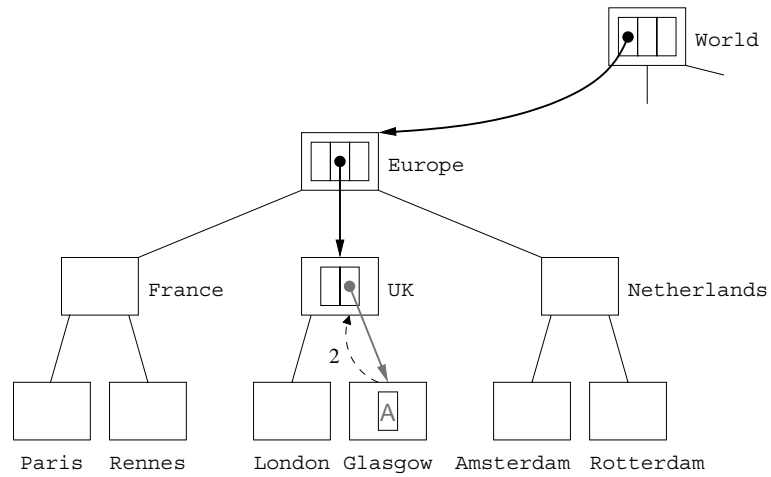 World
Europe
France
UK
Netherlands
2
A
Paris Rennes London Glasgow Amsterdam Rotterdam